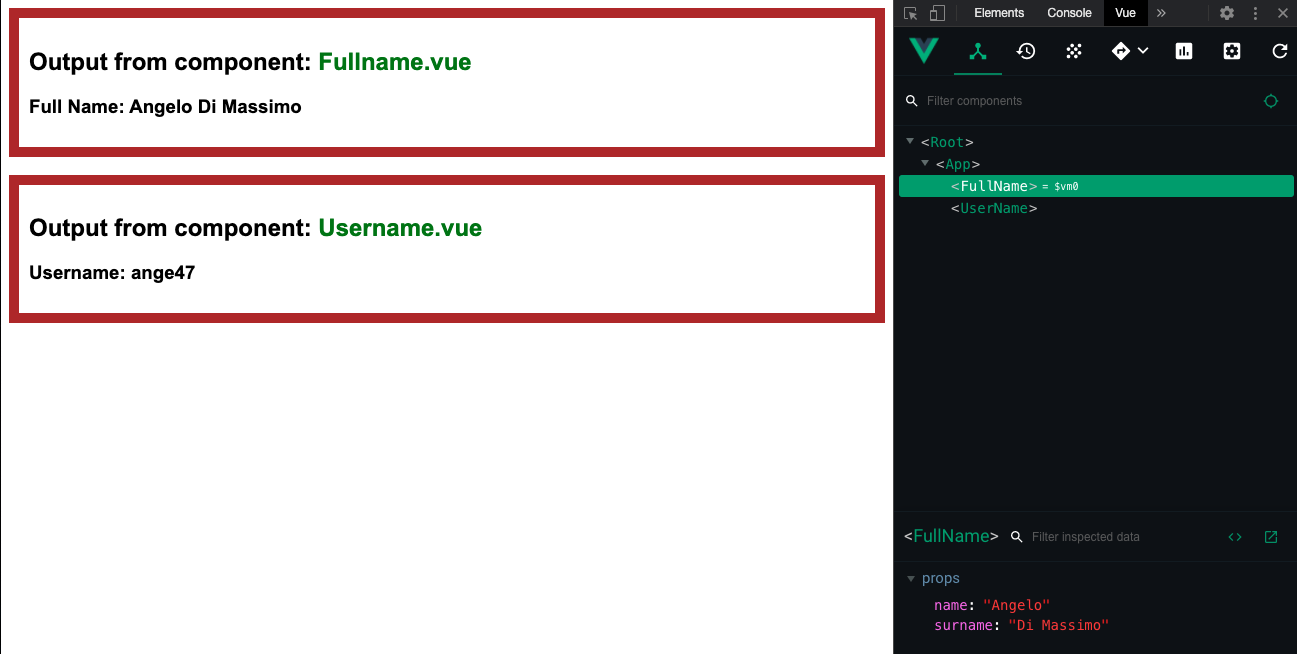 Output from component: Fullname.vue
Full Name: Angelo Di Massimo
Output from component: Username.vue
Username: ange47
Elements Console Vue »
Filter components
<Root>
<App>
<FullName> = $vm0
<UserName>
<FullName> Filter inspected data
props
name: "Angelo"
surname: "Di Massimo"